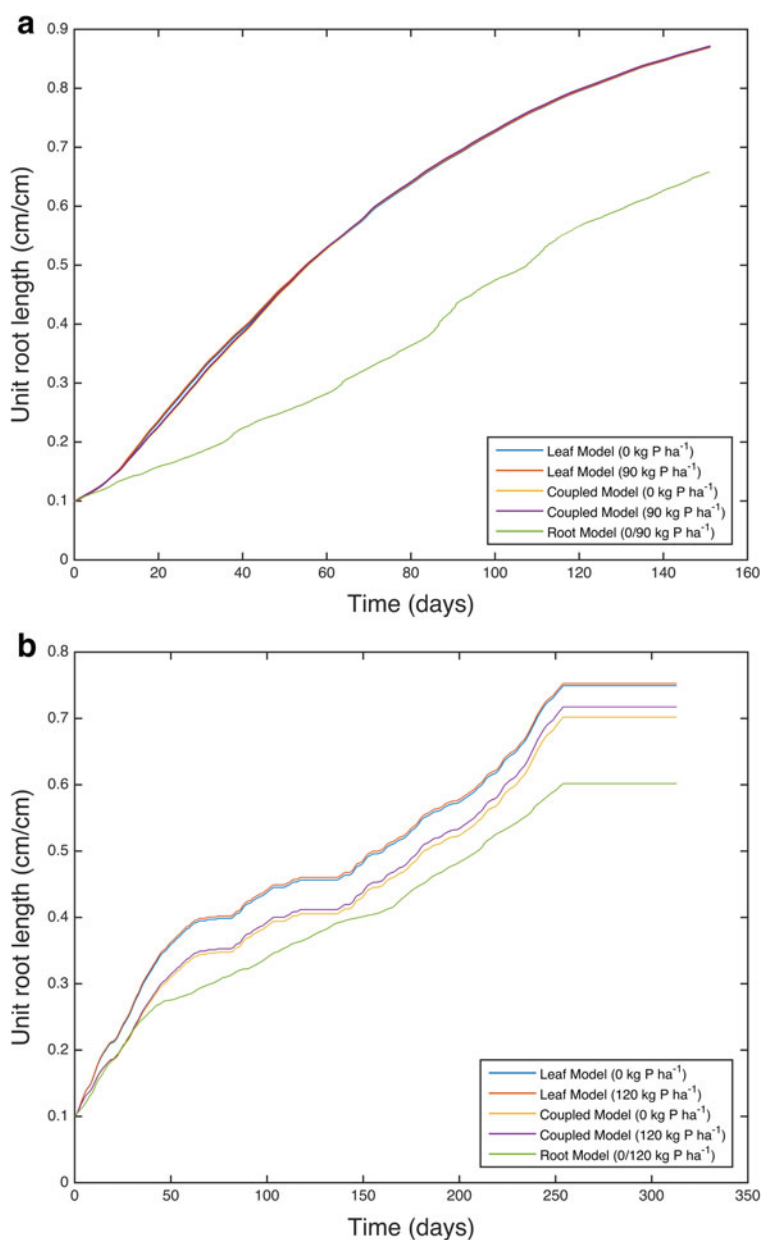 a
0.9
0.8
0.7
0.6
0.5
0.4
0.3
0.2
0.1
0
Unit root length (cm/cm)
Leaf Model (0 kg P ha⁻¹)
Leaf Model (90 kg P ha⁻¹)
Coupled Model (0 kg P ha⁻¹)
Coupled Model (90 kg P ha⁻¹)
Root Model (0/90 kg P ha⁻¹)
0 20 40 60 80 100 120 140 160
Time (days)
b
0.8
0.7
0.6
0.5
0.4
0.3
0.2
0.1
0
Unit root length (cm/cm)
Leaf Model (0 kg P ha⁻¹)
Leaf Model (120 kg P ha⁻¹)
Coupled Model (0 kg P ha⁻¹)
Coupled Model (120 kg P ha⁻¹)
Root Model (0/120 kg P ha⁻¹)
0 50 100 150 200 250 300 350
Time (days)